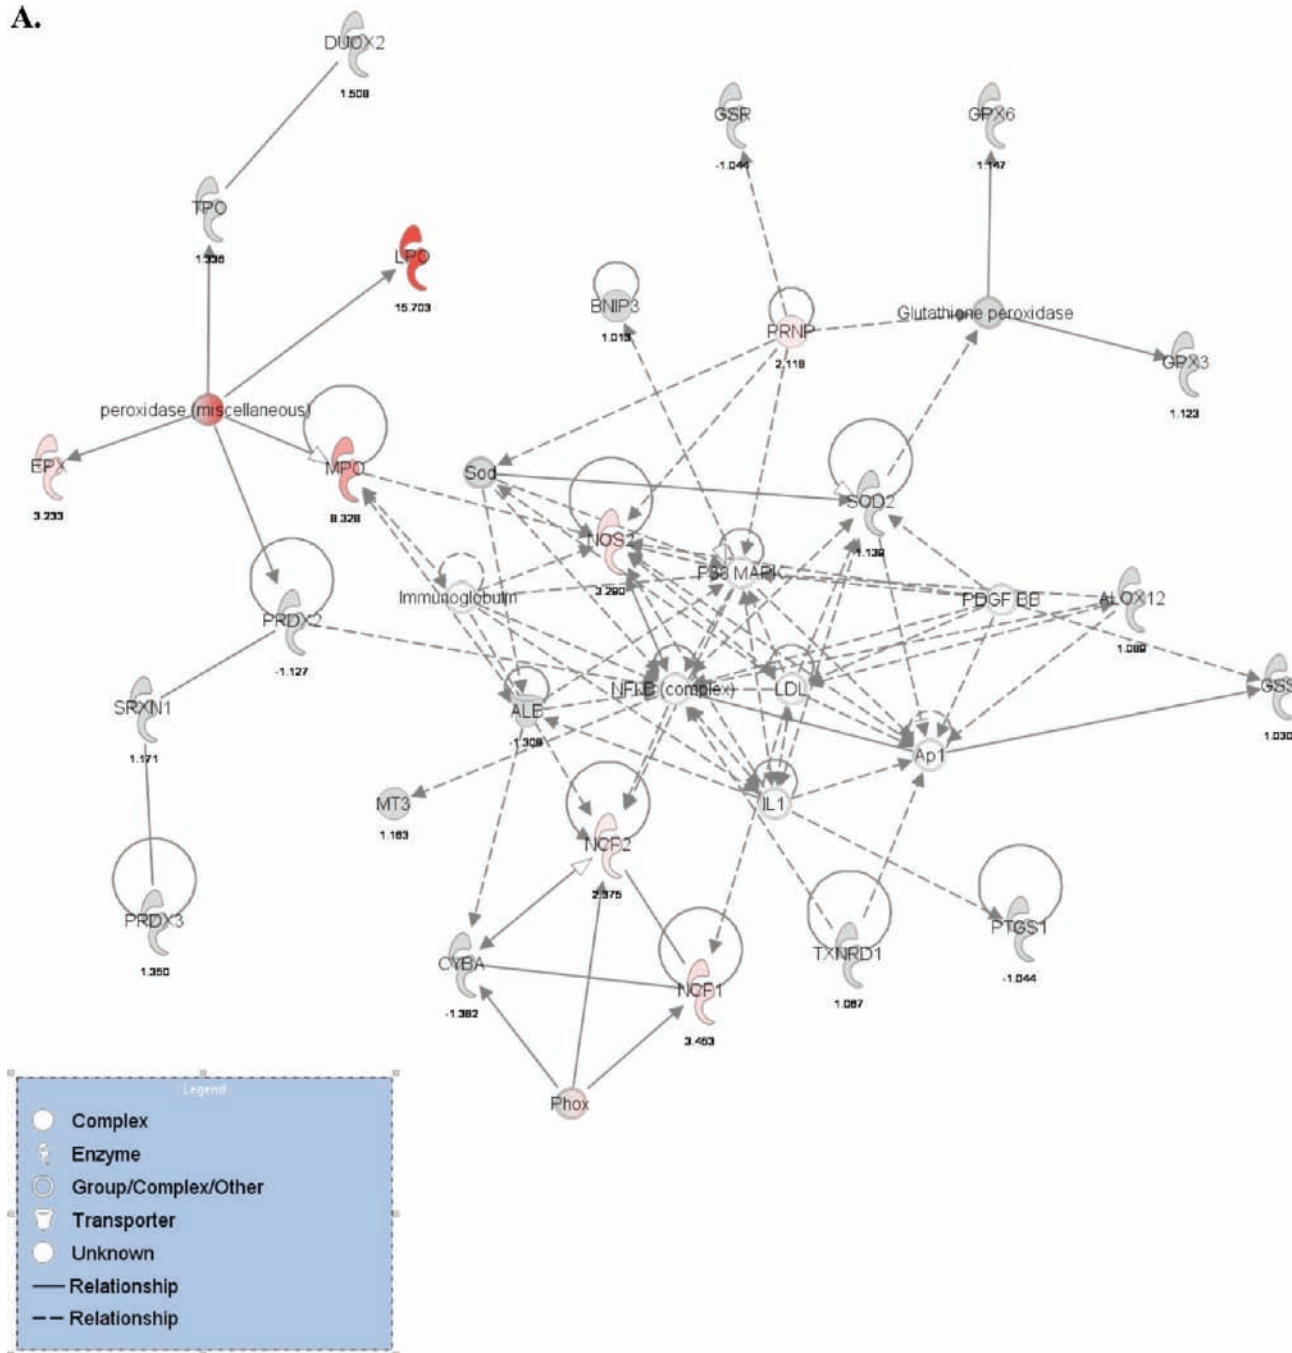 A.
DUOX2
1.508
GSR
-1.044
GPX6
1.147
TPO
1.336
LPO
15.703
BNIP3
1.013
PRNP
2.118
Glutathione peroxidase
GPX3
1.123
peroxidase (miscellaneous)
EPX
3.233
MPO
8.328
Sod
SOD2
1.139
NOS2
3.290
P38 MAPK
Immunoglobulin
PDGF BB
ALOX12
1.089
PRDX2
-1.127
NFkB (complex)
LDL
GSS
1.030
SRXN1
1.171
ALB
-1.309
Ap1
MT3
1.163
IL1
NCF2
2.375
PRDX3
1.350
CYBA
-1.382
NCF1
3.453
TXNRD1
1.067
PTGS1
-1.044
Phox
Legend
Complex
Enzyme
Group/Complex/Other
Transporter
Unknown
Relationship
Relationship